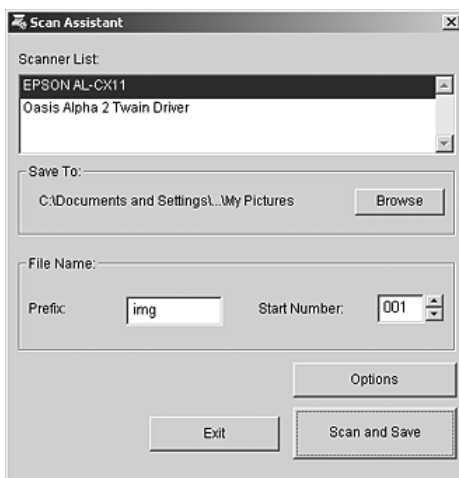 Scan Assistant
Scanner List:
EPSON AL-CX11
Oasis Alpha 2 Twain Driver
Save To:
C:\Documents and Settings\...\My Pictures
Browse
File Name:
Prefix:
img
Start Number:
001
Options
Exit
Scan and Save